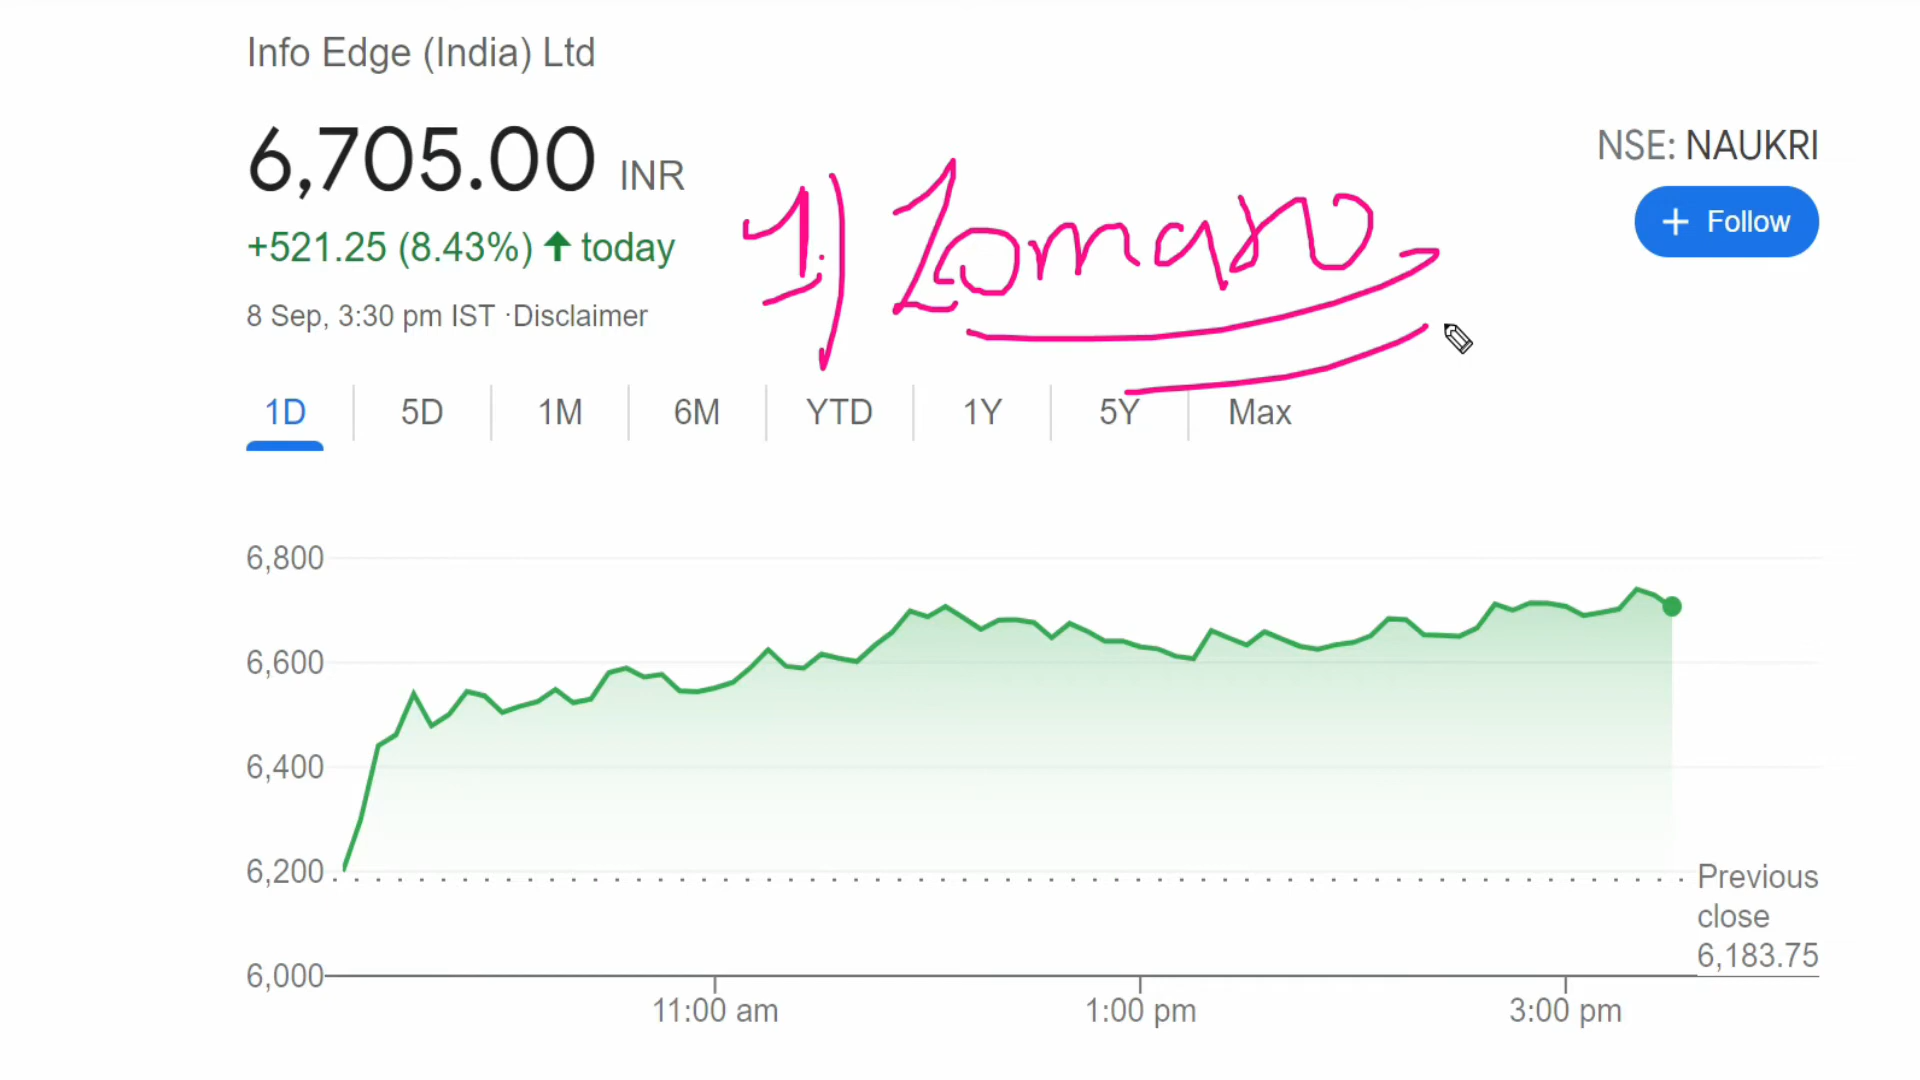 Info Edge (India) Ltd
6,705.00 INR
NSE: NAUKRI
+ Follow
+521.25 (8.43%) ↑ today
8 Sep, 3:30 pm IST ·Disclaimer
1) Zomato
1D 5D 1M 6M YTD 1Y 5Y Max
6,800
6,600
6,400
6,200
6,000
Previous
close
6,183.75
11:00 am 1:00 pm 3:00 pm